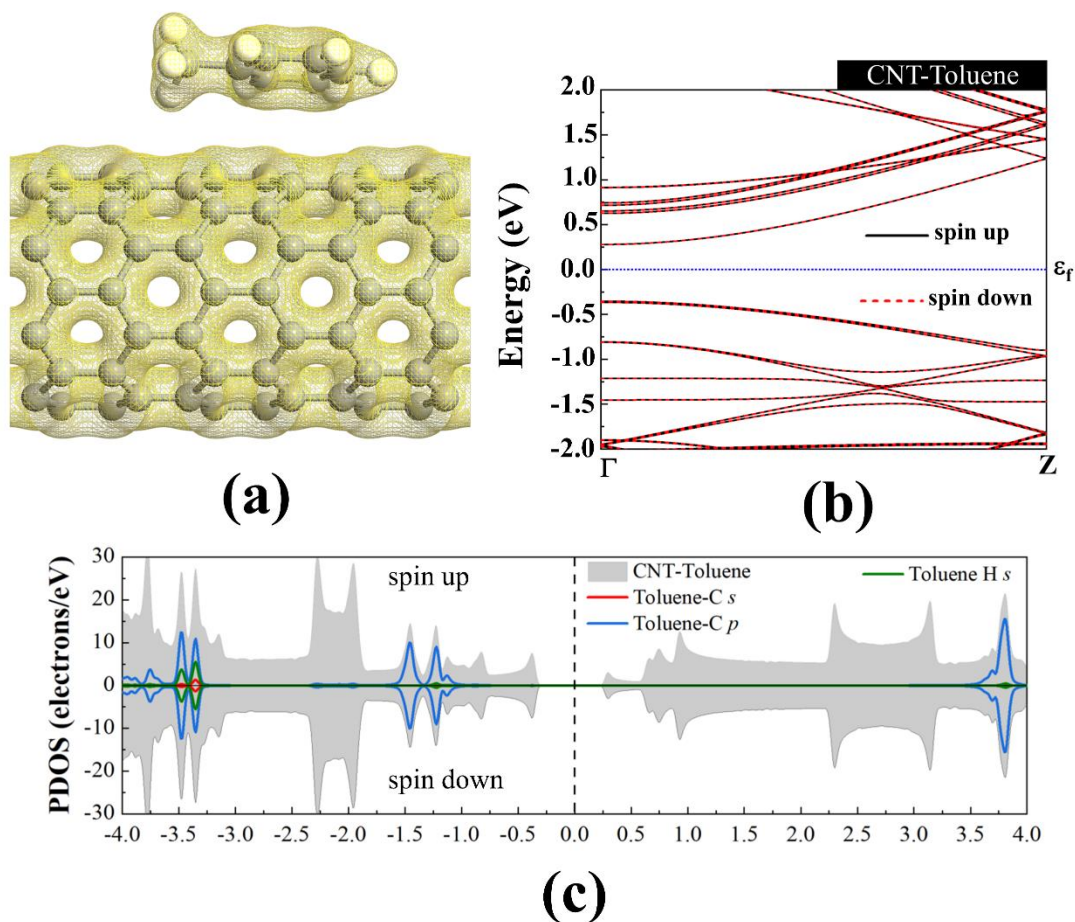 CNT-Toluene
2.0
1.5
1.0
0.5
0.0
-0.5
-1.0
-1.5
-2.0
Energy (eV)
spin up
spin down
εf
Γ
Z
(a)
(b)
PDOS (electrons/eV)
30
20
10
0
10
20
-30
spin up
spin down
CNT-Toluene
Toluene-C s
Toluene-C p
Toluene H s
-4.0 -3.5 -3.0 -2.5 -2.0 -1.5 -1.0 -0.5 0.0 0.5 1.0 1.5 2.0 2.5 3.0 3.5 4.0
(c)